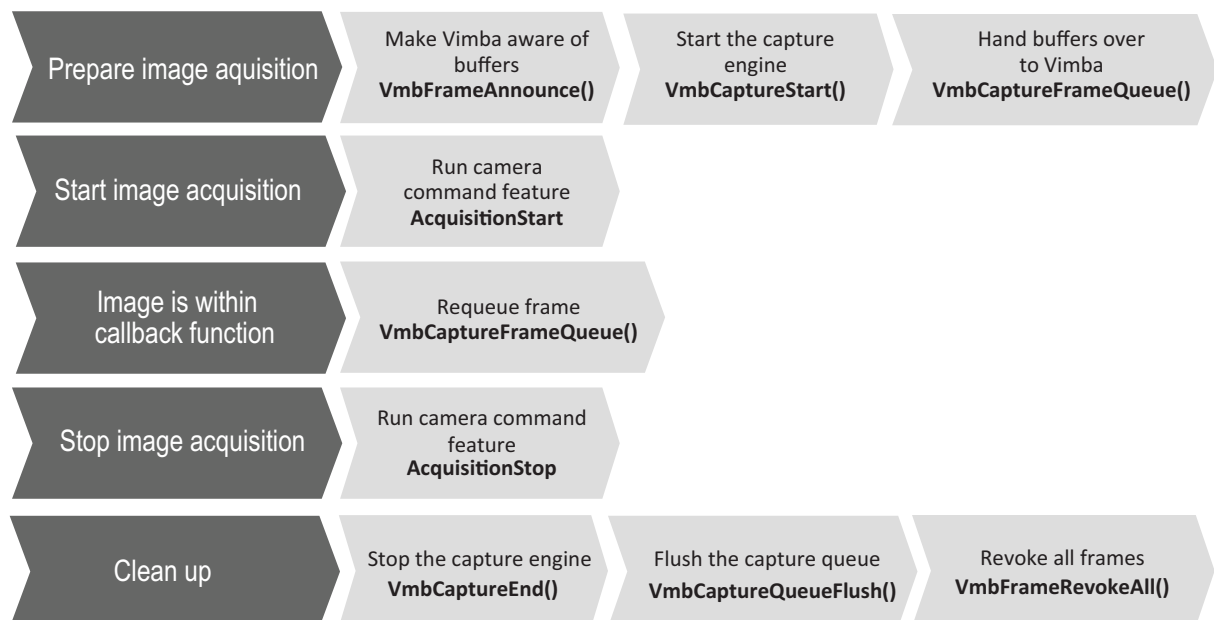 Prepare image aquisition
Make Vimba aware of
buffers
VmbFrameAnnounce()
Start the capture
engine
VmbCaptureStart()
Hand buffers over
to Vimba
VmbCaptureFrameQueue()
Start image acquisition
Run camera
command feature
AcquisitionStart
Image is within
callback function
Requeue frame
VmbCaptureFrameQueue()
Stop image acquisition
Run camera command
feature
AcquisitionStop
Clean up
Stop the capture engine
VmbCaptureEnd()
Flush the capture queue
VmbCaptureQueueFlush()
Revoke all frames
VmbFrameRevokeAll()